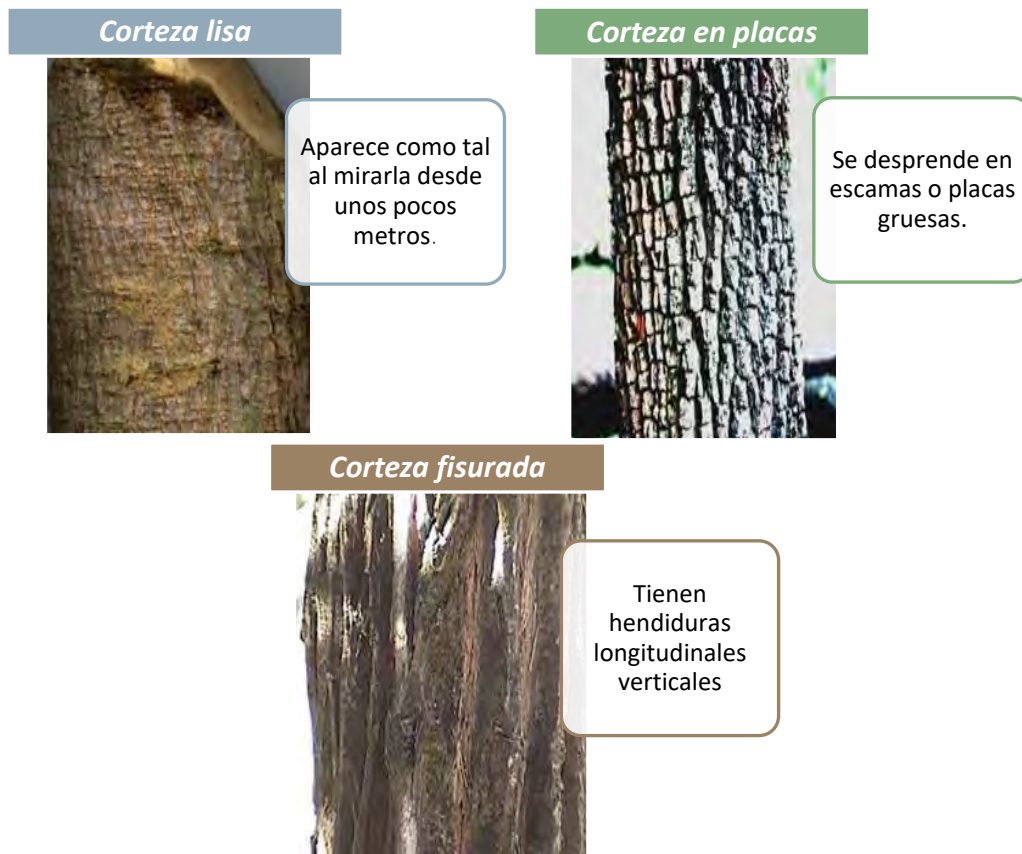 Corteza lisa
Aparece como tal
al mirarla desde
unos pocos
metros.
Corteza en placas
Se desprende en
escamas o placas
gruesas.
Corteza fisurada
Tienen
hendiduras
longitudinales
verticales